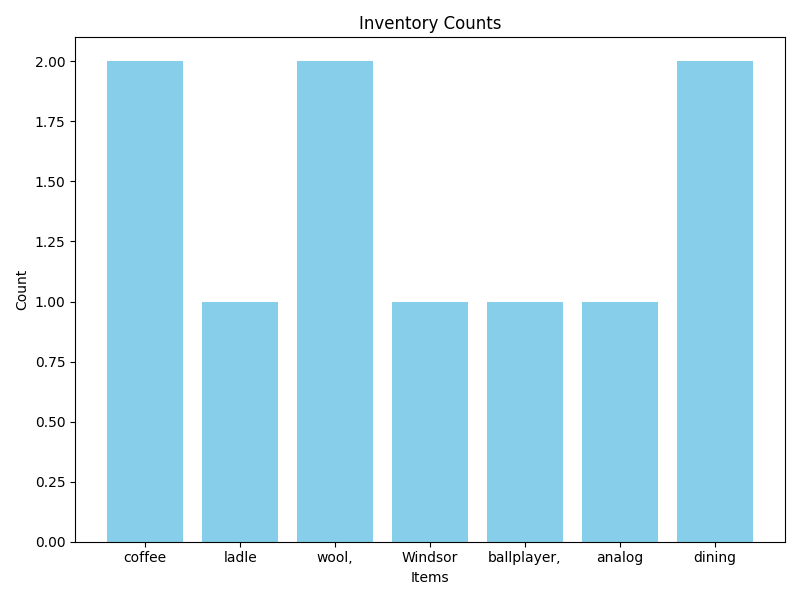 Inventory Counts
Count
2.00
1.75
1.50
1.25
1.00
0.75
0.50
0.25
0.00
coffee ladle wool, Windsor ballplayer, analog dining
Items